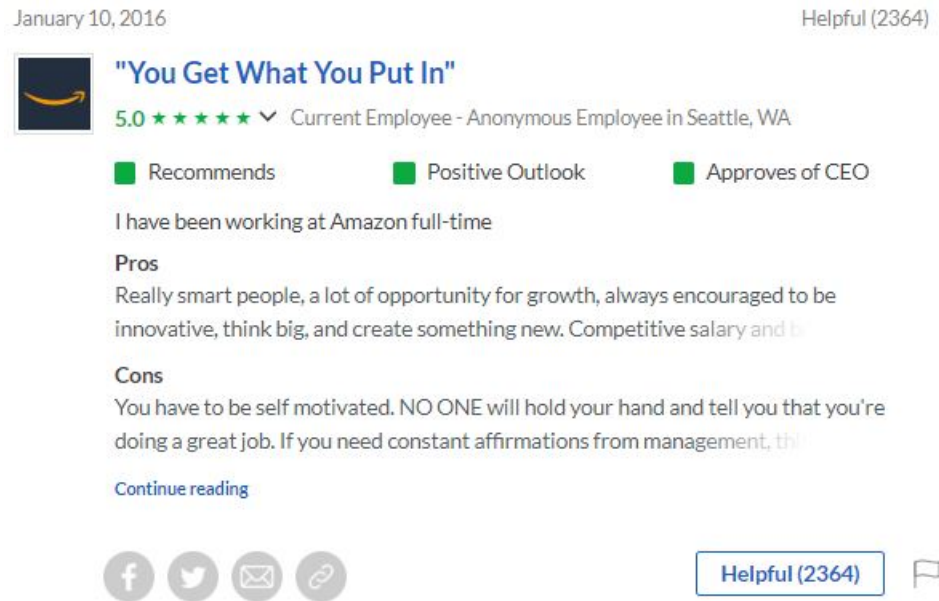 January 10, 2016 Helpful (2364)
"You Get What You Put In"
5.0 ★ ★ ★ ★ ★ Current Employee - Anonymous Employee in Seattle, WA
Recommends Positive Outlook Approves of CEO
I have been working at Amazon full-time
Pros
Really smart people, a lot of opportunity for growth, always encouraged to be
innovative, think big, and create something new. Competitive salary and
Cons
You have to be self motivated. NO ONE will hold your hand and tell you that you're
doing a great job. If you need constant affirmations from management,
Continue reading
Helpful (2364)